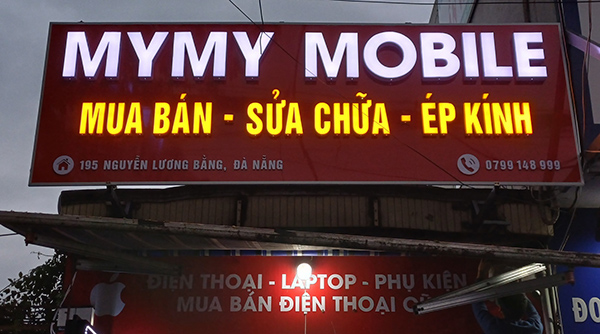 MYMY MOBILE
MUA BÁN - SỬA CHỮA - ÉP KÍNH
195 NGUYỄN LƯƠNG BẰNG, ĐÀ NẴNG
0799 148 999
ĐIỆN THOẠI - LAPTOP - PHỤ KIỆN
MUA BÁN ĐIỆN THOẠI CŨ